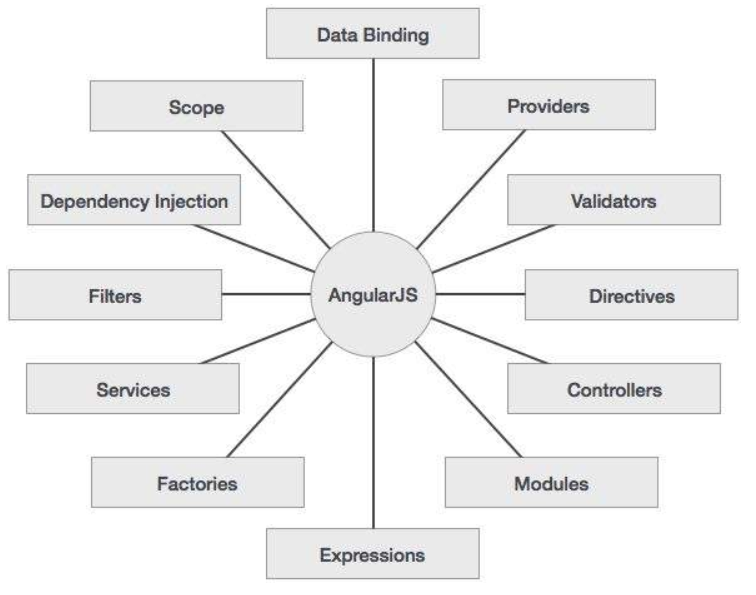 Data Binding
Scope
Providers
Dependency Injection
Validators
Filters
AngularJS
Directives
Services
Controllers
Factories
Modules
Expressions